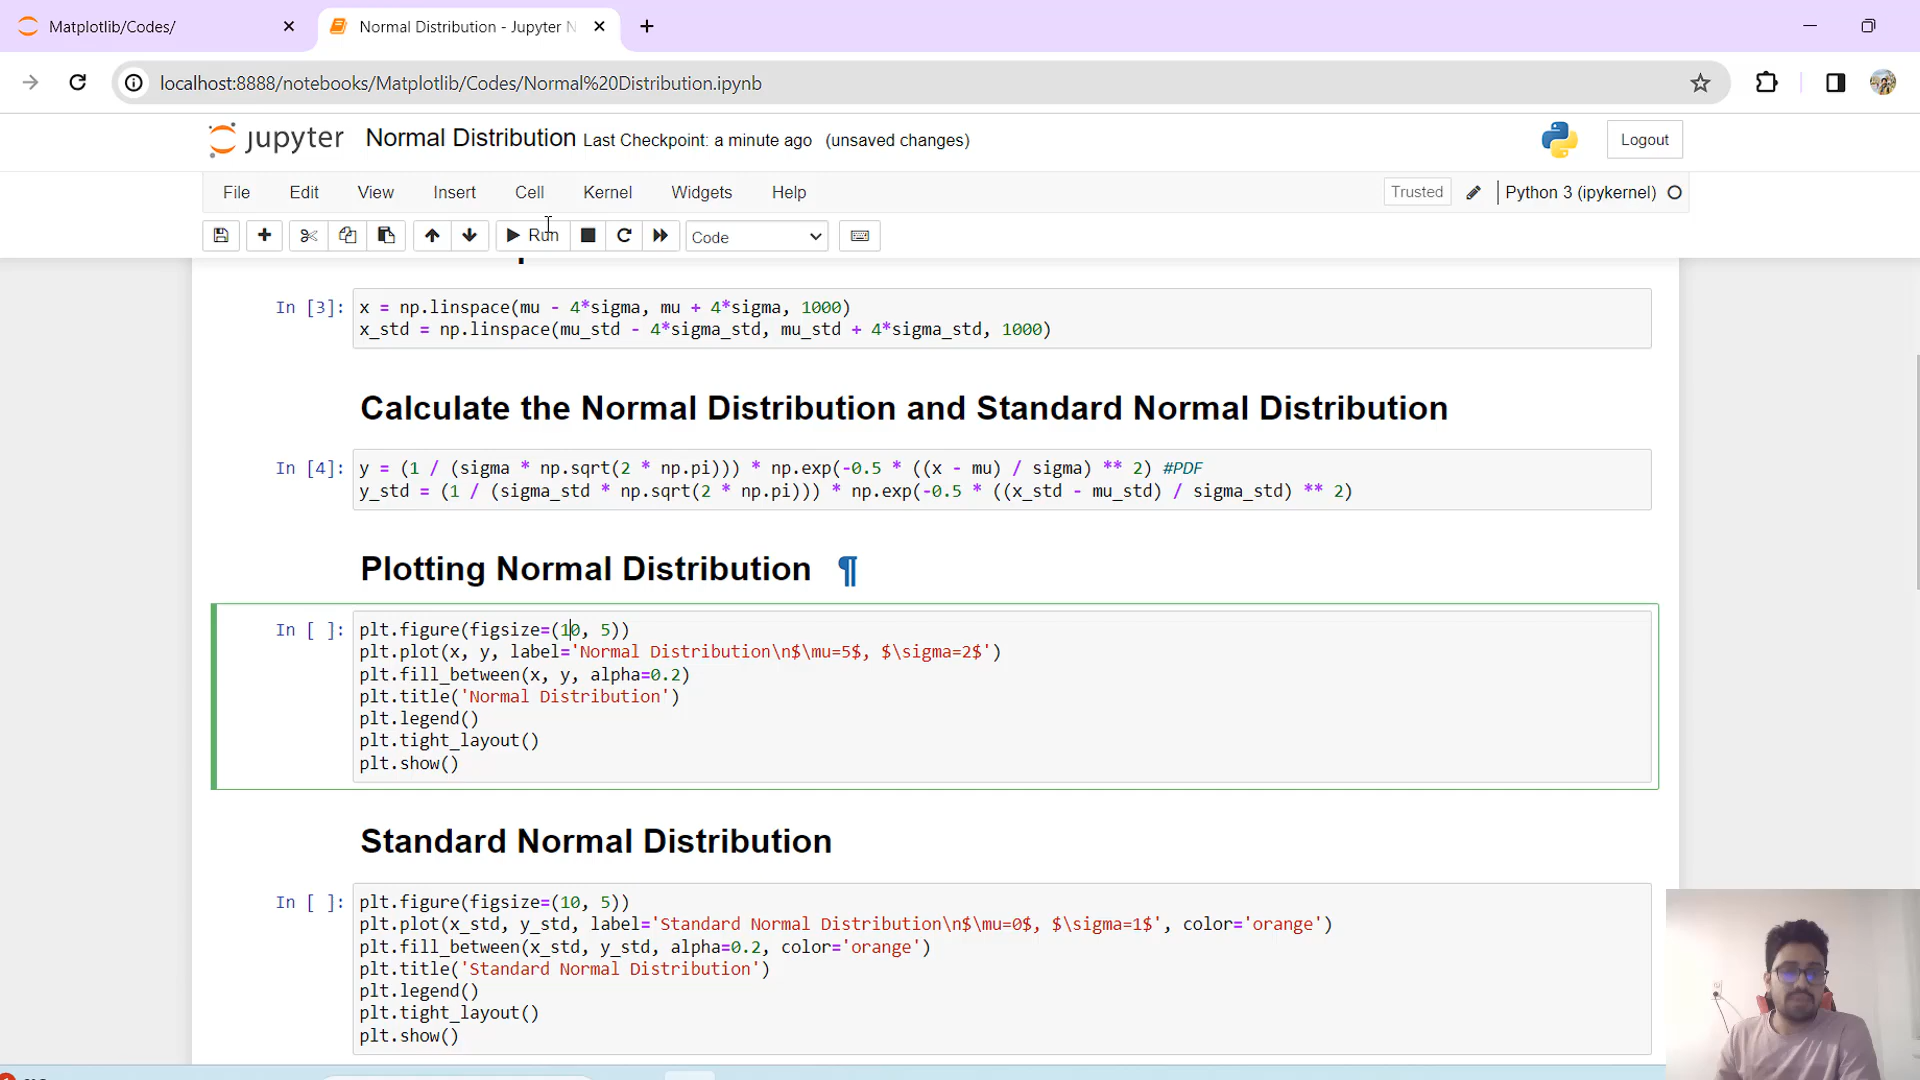 Matplotlib/Codes/
Normal Distribution - Jupyter N
localhost:8888/notebooks/Matplotlib/Codes/Normal%20Distribution.ipynb
jupyter Normal Distribution Last Checkpoint: a minute ago (unsaved changes)
Logout
File Edit View Insert Cell Kernel Widgets Help
Trusted Python 3 (ipykernel)
Run Code
In [3]: x = np.linspace(mu - 4*sigma, mu + 4*sigma, 1000)
x_std = np.linspace(mu_std - 4*sigma_std, mu_std + 4*sigma_std, 1000)
Calculate the Normal Distribution and Standard Normal Distribution
In [4]: y = (1 / (sigma * np.sqrt(2 * np.pi))) * np.exp(-0.5 * ((x - mu) / sigma) ** 2) #PDF
y_std = (1 / (sigma_std * np.sqrt(2 * np.pi))) * np.exp(-0.5 * ((x_std - mu_std) / sigma_std) ** 2)
Plotting Normal Distribution ¶
In [ ]: plt.figure(figsize=(10, 5))
plt.plot(x, y, label='Normal Distribution\n$\mu=5$, $\sigma=2$')
plt.fill_between(x, y, alpha=0.2)
plt.title('Normal Distribution')
plt.legend()
plt.tight_layout()
plt.show()
Standard Normal Distribution
In [ ]: plt.figure(figsize=(10, 5))
plt.plot(x_std, y_std, label='Standard Normal Distribution\n$\mu=0$, $\sigma=1$', color='orange')
plt.fill_between(x_std, y_std, alpha=0.2, color='orange')
plt.title('Standard Normal Distribution')
plt.legend()
plt.tight_layout()
plt.show()